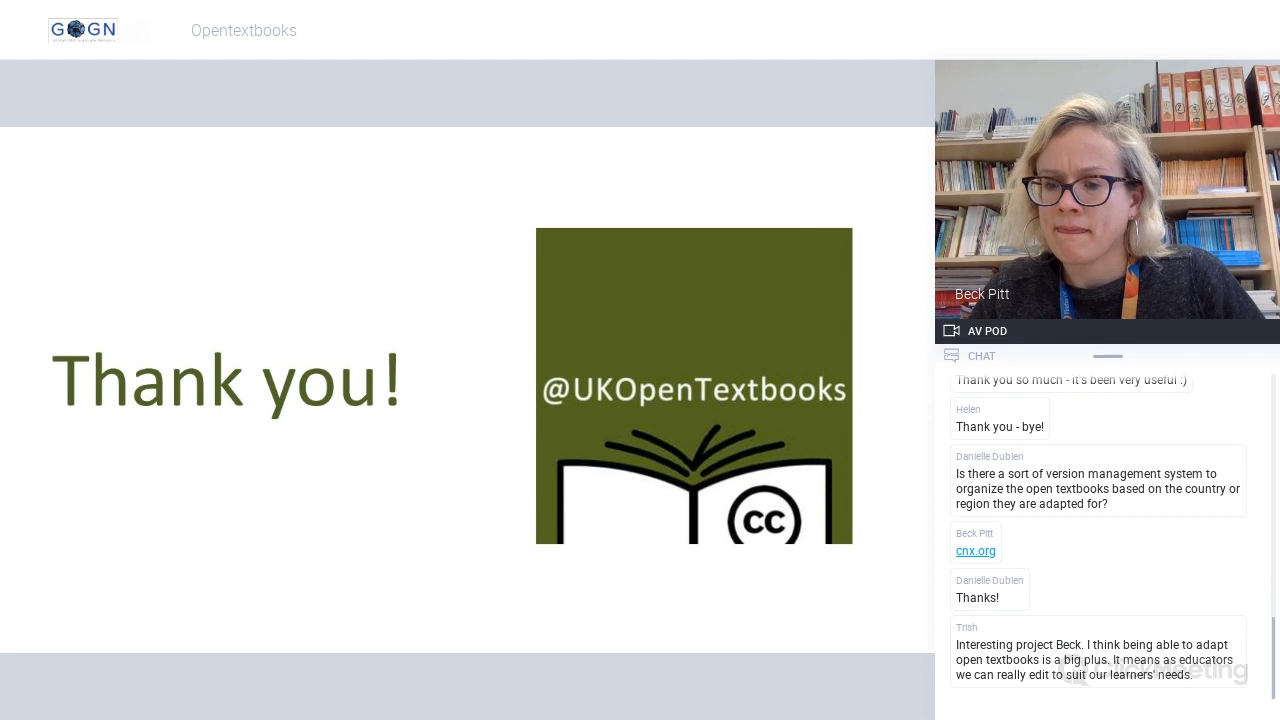 GOGN
Opentextbooks
Thank you!
@UKOpenTextbooks
cc
Beck Pitt
AV POD
CHAT
Thank you so much - it's been very useful :)
Helen
Thank you - bye!
Danielle Dubien
Is there a sort of version management system to
organize the open textbooks based on the country or
region they are adapted for?
Beck Pitt
cnx.org
Danielle Dubien
Thanks!
Trish
Interesting project Beck. I think being able to adapt
open textbooks is a big plus. It means as educators
we can really edit to suit our learners' needs.
ClickMeeting